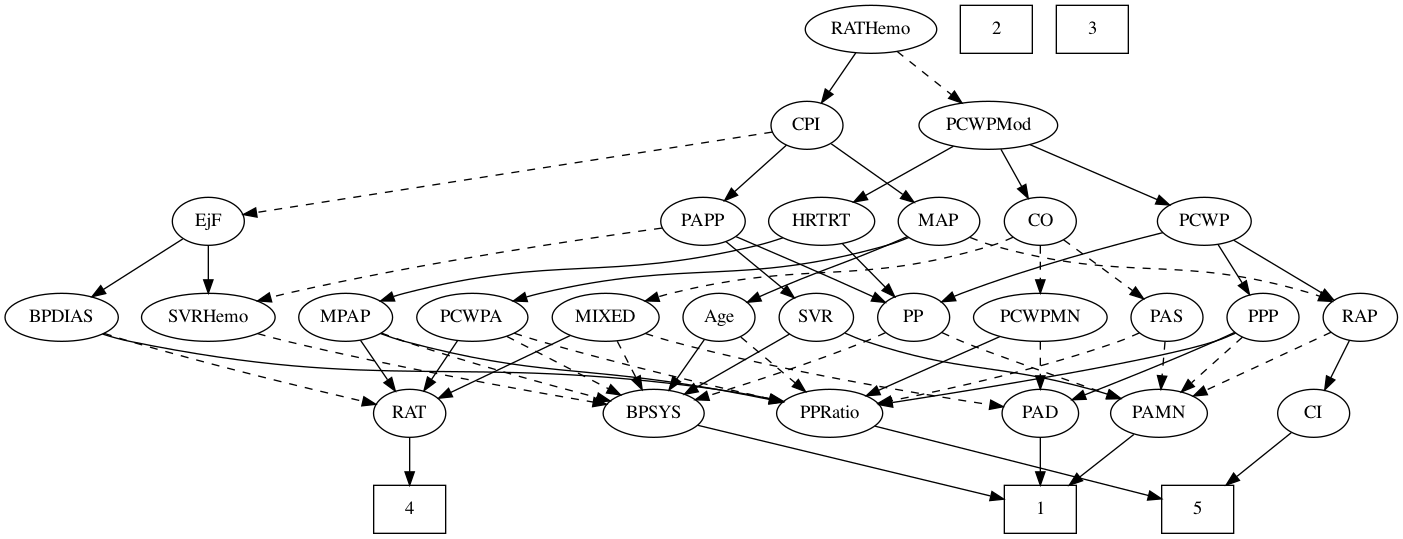 RATHemo 2 3
CPI PCWPMod
EjF PAPP HRTRT MAP CO PCWP
BPDIAS SVRHemo MPAP PCWPA MIXED Age SVR PP PCWPMN PAS PPP RAP
RAT BPSYS PPRatio PAD PAMN CI
4 1 5